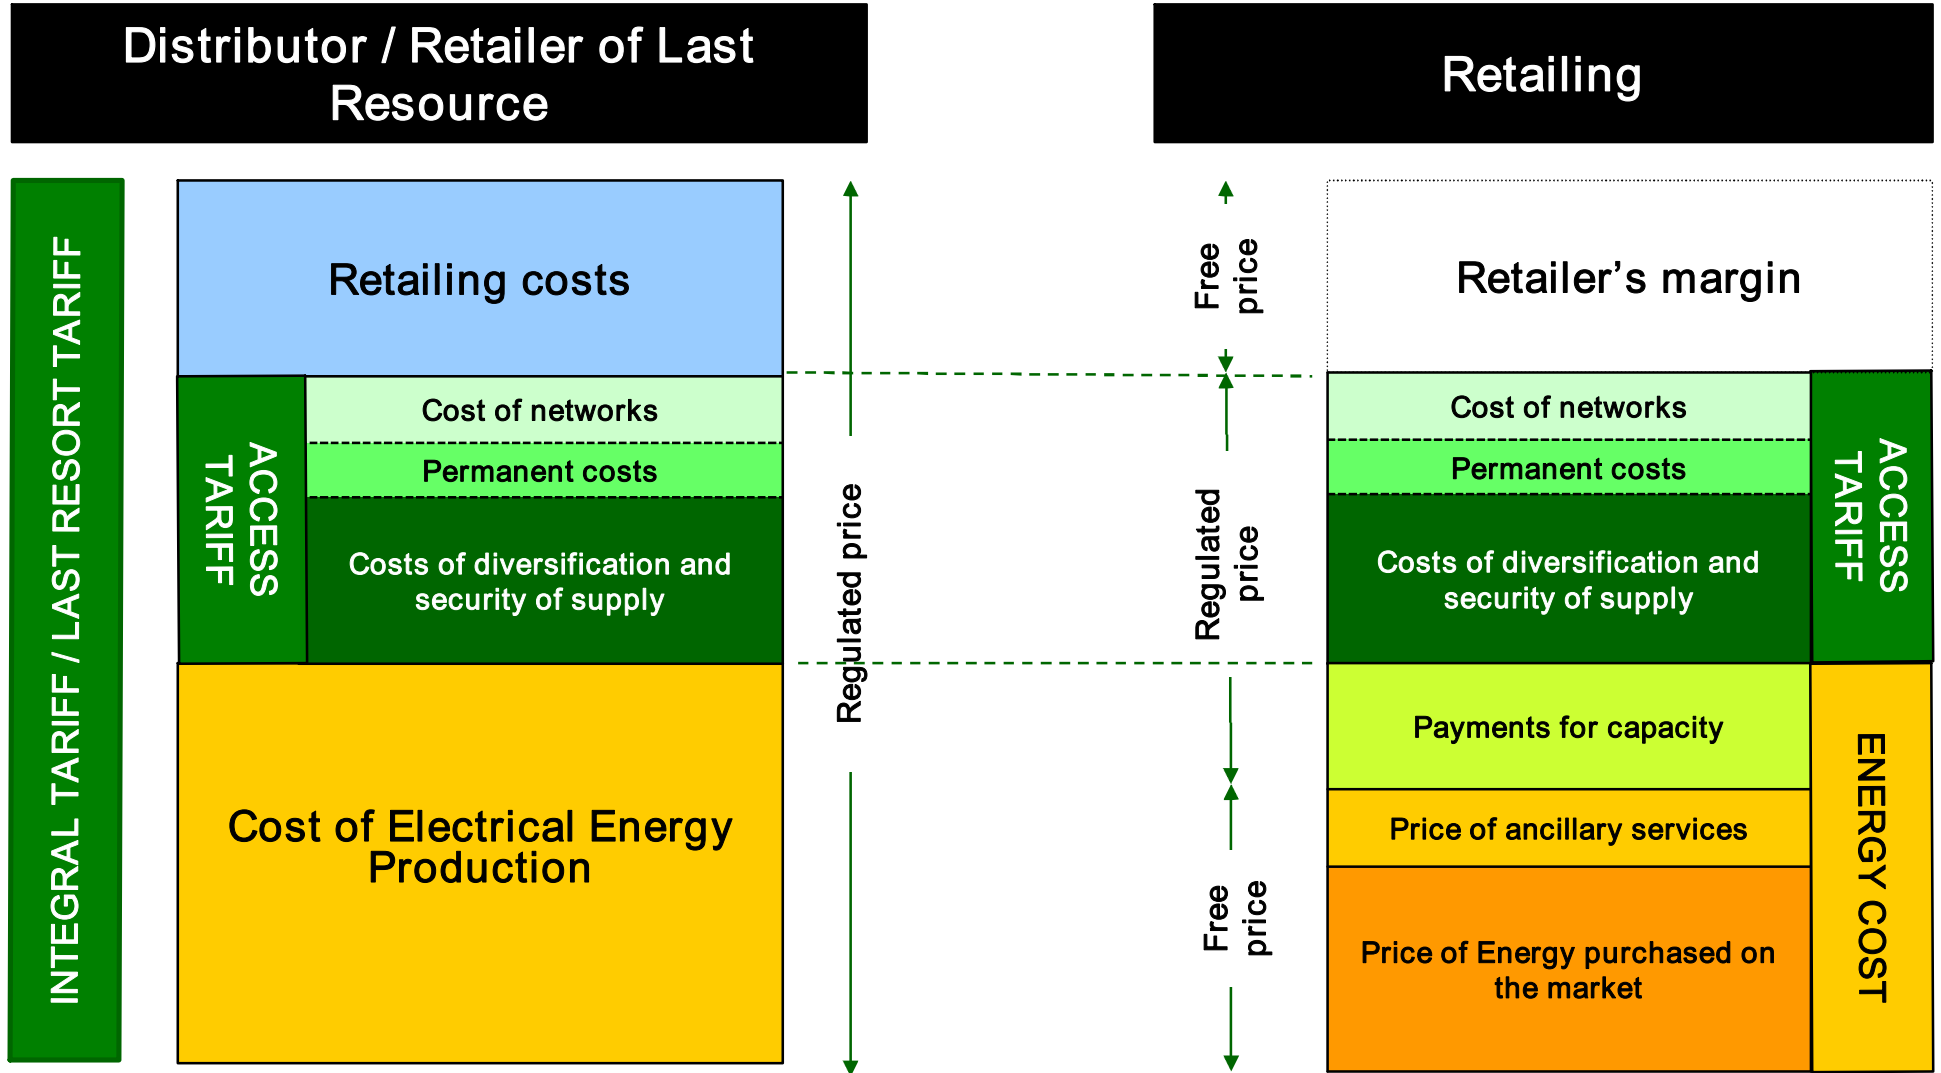 Distributor / Retailer of Last
Resource
Retailing
INTEGRAL TARIFF / LAST RESORT TARIFF
Retailing costs
ACCESS
TARIFF
Cost of networks
Permanent costs
Costs of diversification and
security of supply
Cost of Electrical Energy
Production
Regulated price
Free
price
Regulated
price
Free
price
Retailer’s margin
Cost of networks
Permanent costs
Costs of diversification and
security of supply
ACCESS
TARIFF
Payments for capacity
Price of ancillary services
Price of Energy purchased on
the market
ENERGY COST